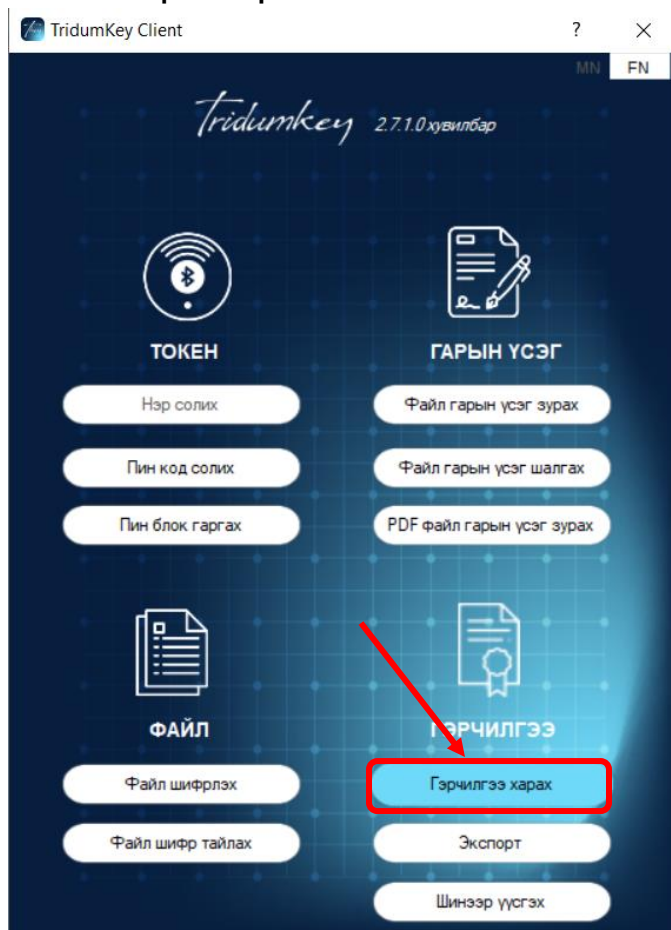 TridumKey Client ?
MN EN
Tridumkey 2.7.1.0 хувилбар
ТОКЕН
Нэр солих
Пин код солих
Пин блок гаргах
ГАРЫН ҮСЭГ
Файл гарын үсэг зурах
Файл гарын үсэг шалгах
PDF файл гарын үсэг зурах
ФАЙЛ
Файл шифрлэх
Файл шифр тайлах
ГЭРЧИЛГЭЭ
Гэрчилгээ харах
Экспорт
Шинээр үүсгэх